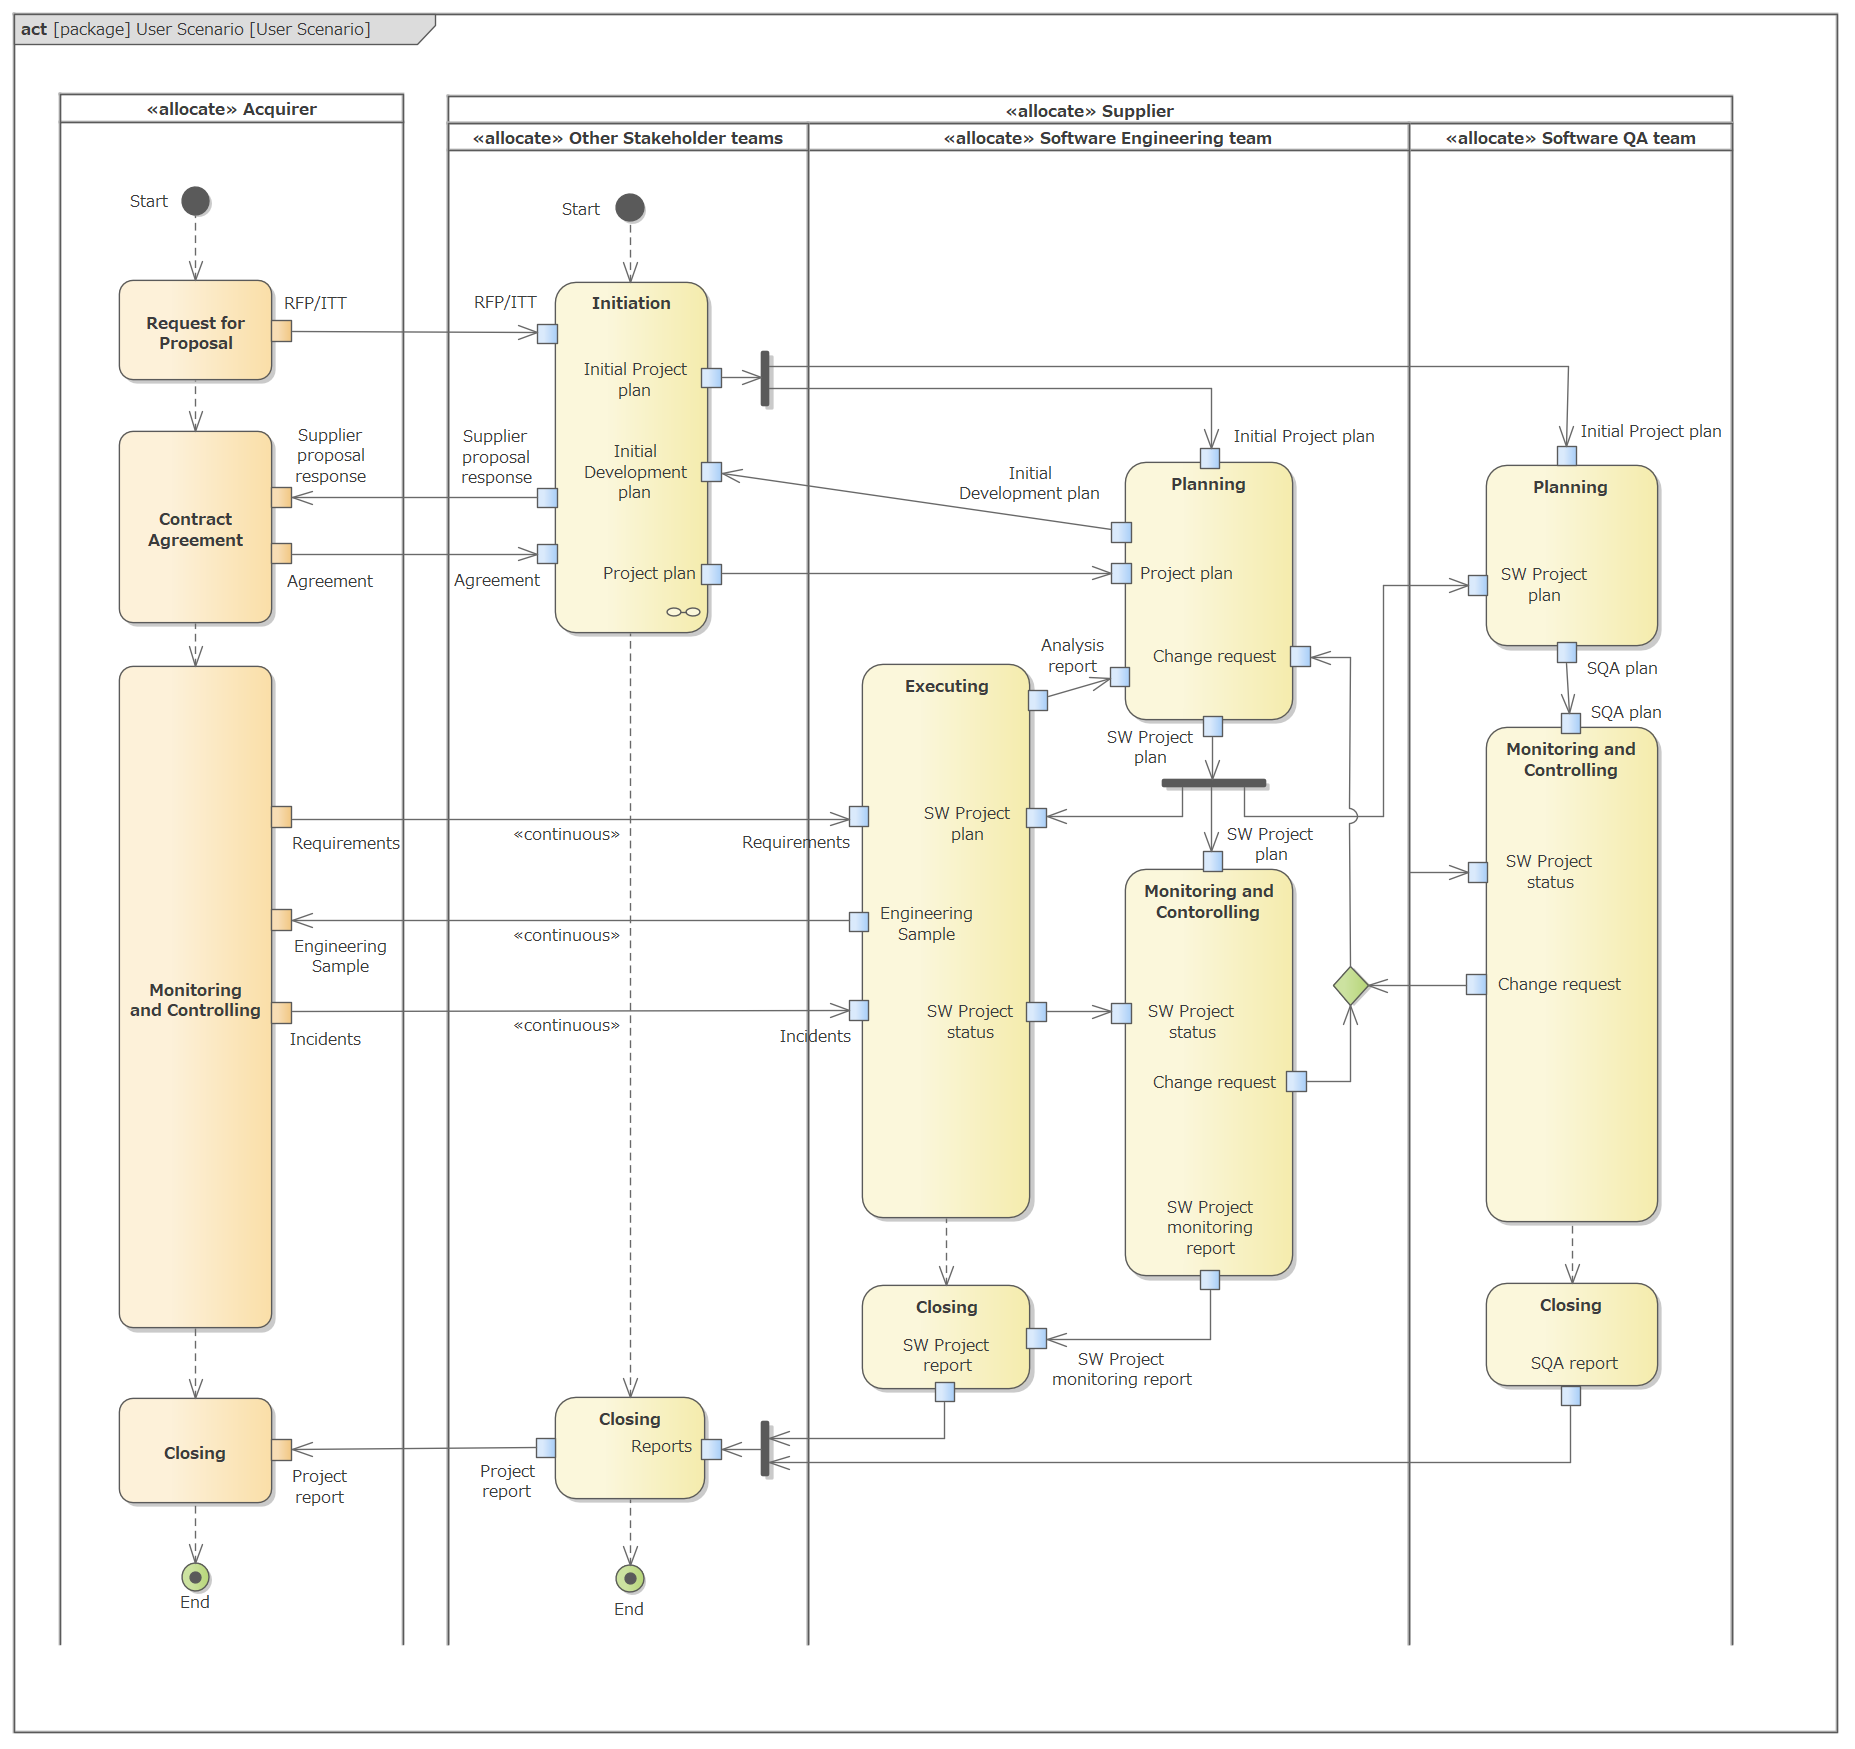 act [package] User Scenario [User Scenario]
«allocate» Acquirer
«allocate» Supplier
«allocate» Other Stakeholder teams
«allocate» Software Engineering team
«allocate» Software QA team
Start
Request for
Proposal
RFP/ITT
Supplier
proposal
response
Contract
Agreement
Agreement
Monitoring
and Controlling
Requirements
Engineering
Sample
Incidents
Closing
Project
report
End
Start
RFP/ITT
Initiation
Initial Project
plan
Supplier
proposal
response
Initial
Development
plan
Agreement
Project plan
«continuous»
«continuous»
«continuous»
Closing
Reports
Project
report
End
Initial Project plan
Planning
Initial
Development plan
Project plan
Change request
Analysis
report
SW Project
plan
Executing
SW Project
plan
Requirements
Engineering
Sample
SW Project
status
Incidents
SW Project
plan
Monitoring and
Contorolling
SW Project
status
Change request
SW Project
monitoring
report
Closing
SW Project
report
SW Project
monitoring report
Initial Project plan
Planning
SW Project
plan
SQA plan
SQA plan
Monitoring and
Controlling
SW Project
status
Change request
Closing
SQA report